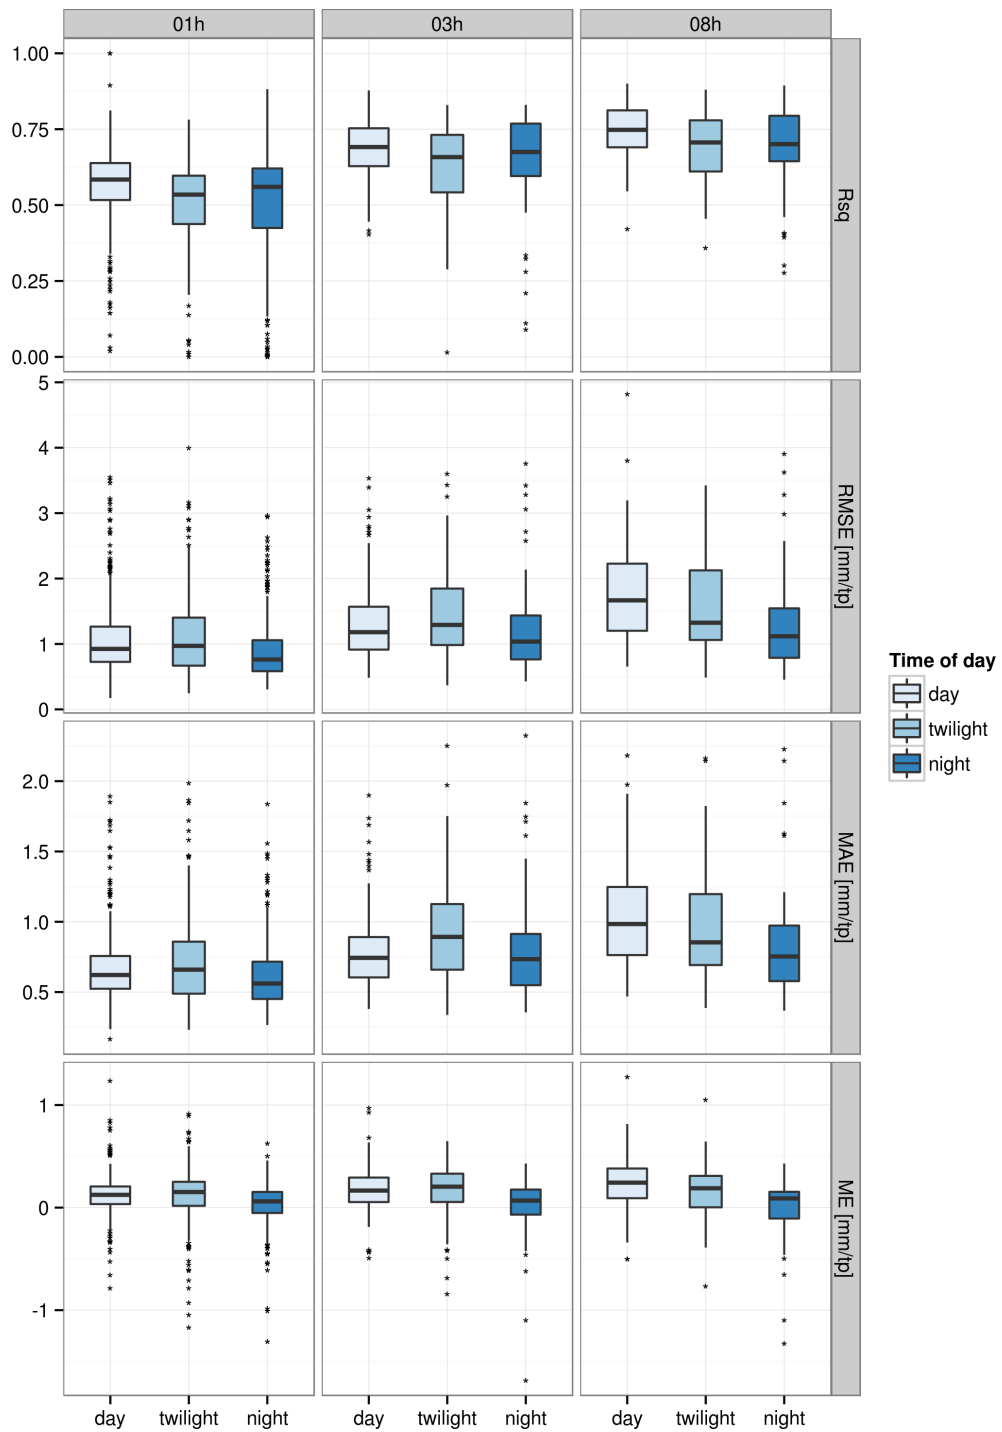 01h 03h 08h
1.00
0.75
0.50
0.25
0.00
Rsq
5
4
3
2
1
0
RMSE [mm/tp]
2.0
1.5
1.0
0.5
MAE [mm/tp]
1
0
-1
ME [mm/tp]
day twilight night day twilight night day twilight night
Time of day
day
twilight
night